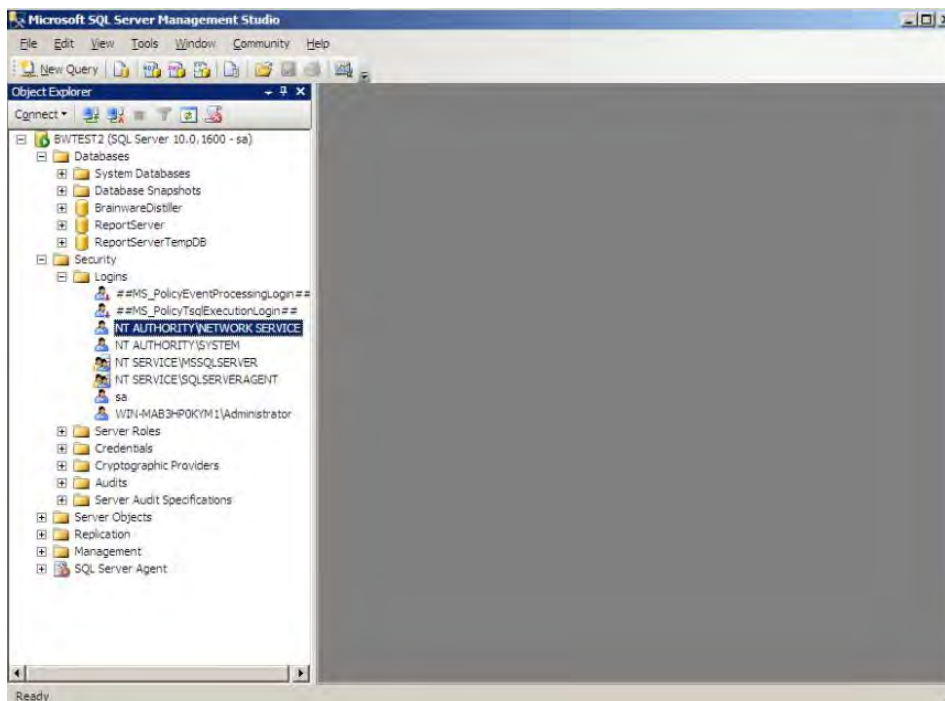 Microsoft SQL Server Management Studio
File Edit View Tools Window Community Help
New Query
Object Explorer
Connect
BWTEST2 (SQL Server 10.0.1600 - sa)
Databases
System Databases
Database Snapshots
BrainwareDistiller
ReportServer
ReportServerTempDB
Security
Logins
##MS_PolicyEventProcessingLogin##
##MS_PolicyTsqlExecutionLogin##
NT AUTHORITY\NETWORK SERVICE
NT AUTHORITY\SYSTEM
NT SERVICE\MSSQLSERVER
NT SERVICE\SQLSERVERAGENT
sa
WIN-MAB3HP0KYM1\Administrator
Server Roles
Credentials
Cryptographic Providers
Audits
Server Audit Specifications
Server Objects
Replication
Management
SQL Server Agent
Ready